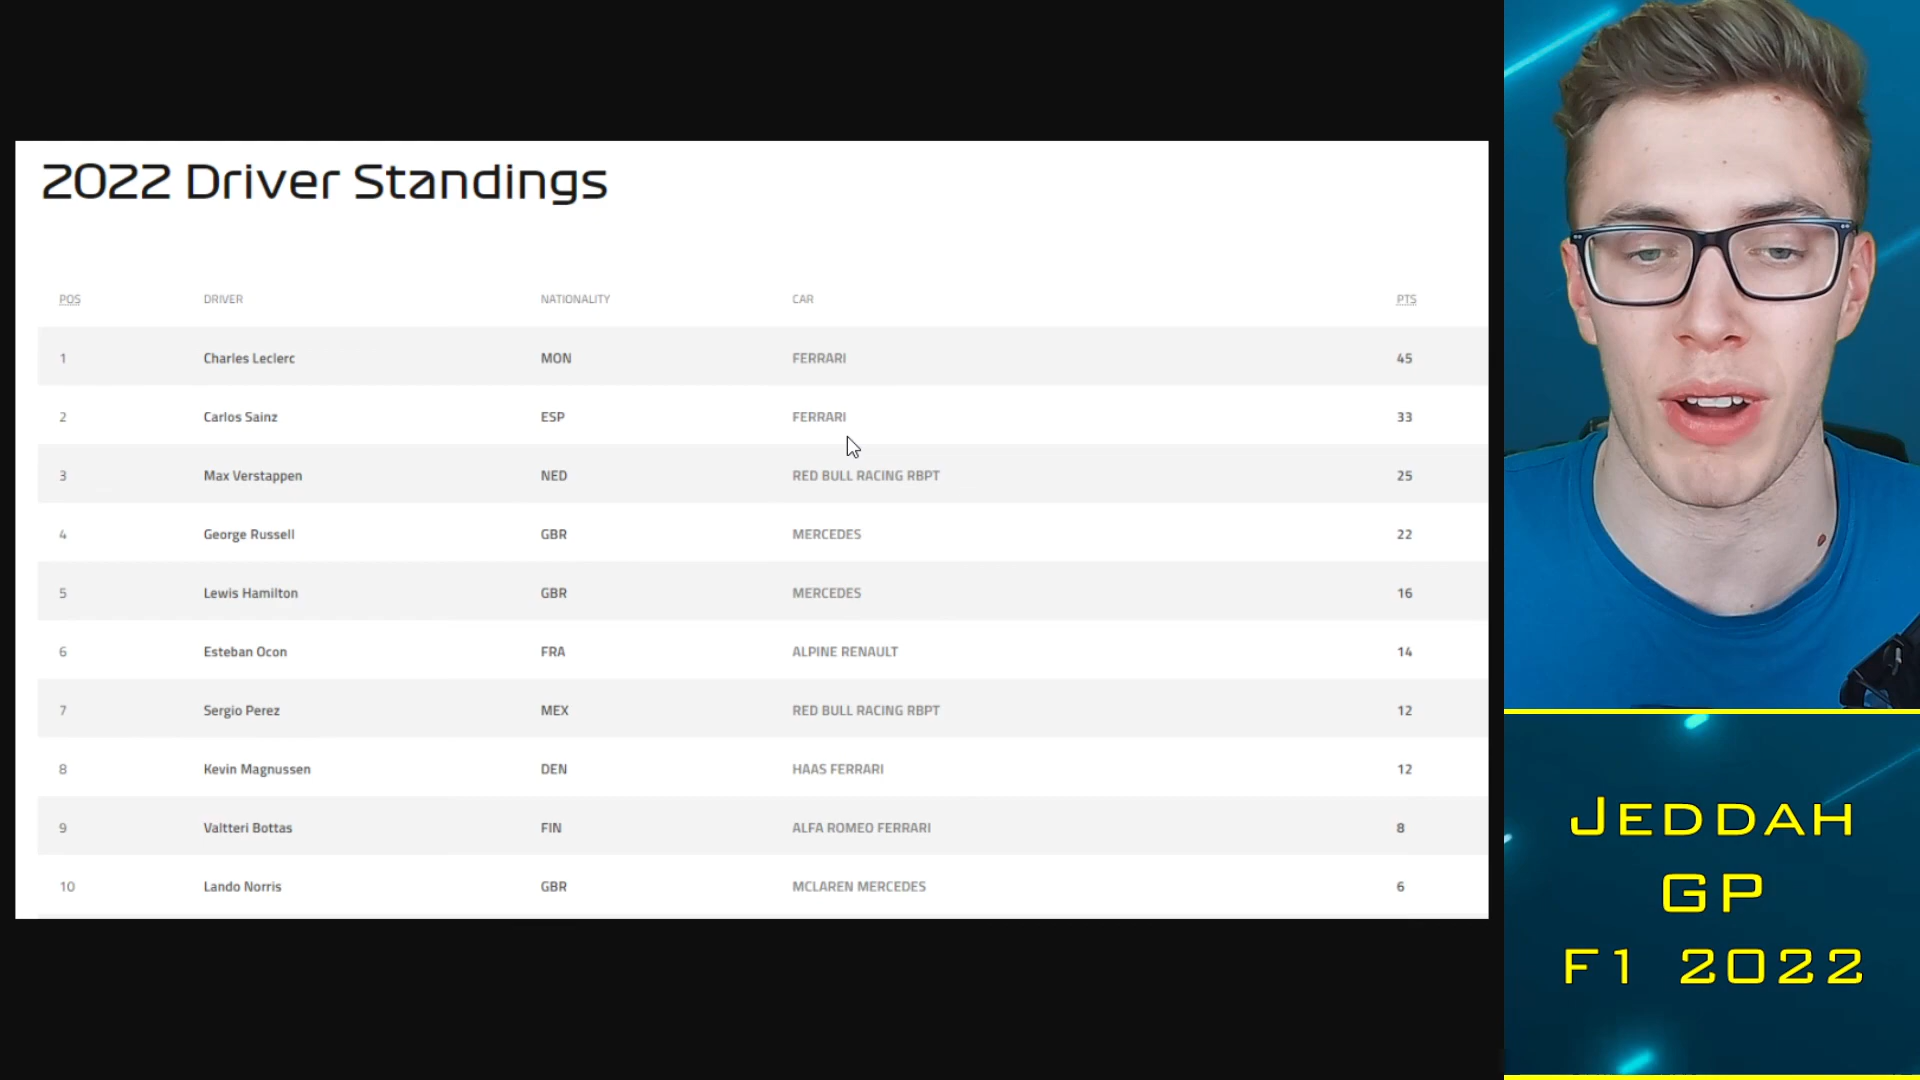 2022 Driver Standings
POS DRIVER NATIONALITY CAR PTS
1 Charles Leclerc MON FERRARI 45
2 Carlos Sainz ESP FERRARI 33
3 Max Verstappen NED RED BULL RACING RBPT 25
4 George Russell GBR MERCEDES 22
5 Lewis Hamilton GBR MERCEDES 16
6 Esteban Ocon FRA ALPINE RENAULT 14
7 Sergio Perez MEX RED BULL RACING RBPT 12
8 Kevin Magnussen DEN HAAS FERRARI 12
9 Valtteri Bottas FIN ALFA ROMEO FERRARI 8
10 Lando Norris GBR MCLAREN MERCEDES 6
JEDDAH
GP
F1 2022